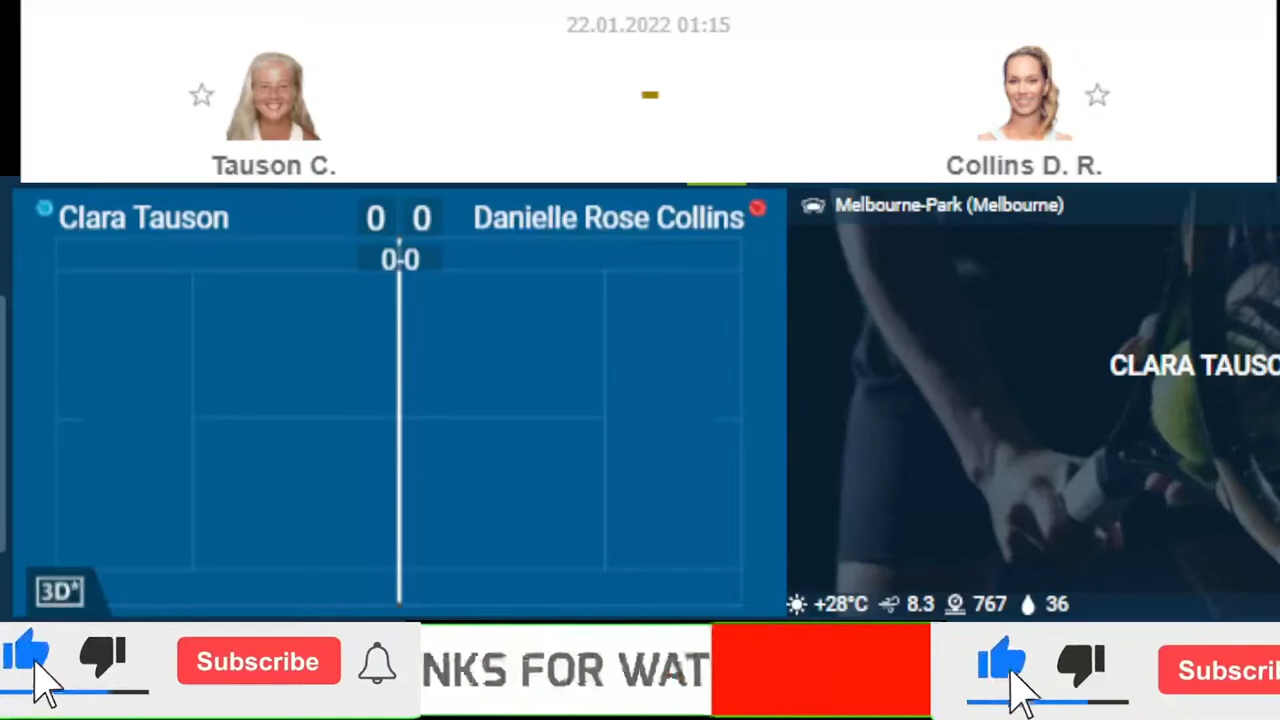 22.01.2022 01:15
Tauson C.
Collins D. R.
Clara Tauson
0 0
Danielle Rose Collins
0-0
Melbourne-Park (Melbourne)
CLARA TAUSO
3D
+28°C 8.3 767 36
Subscribe
NKS FOR WAT
Subscri